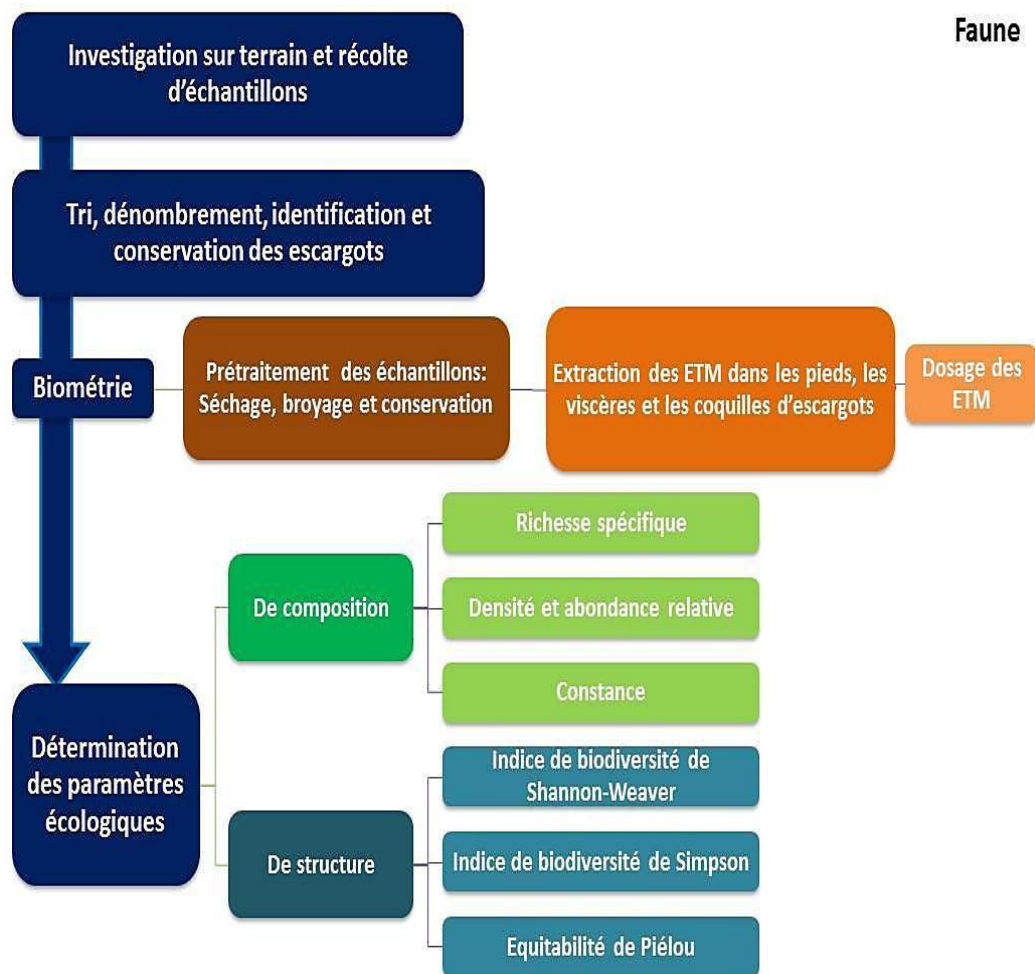 Faune
Investigation sur terrain et récolte
d'échantillons
Tri, dénombrement, identification et
conservation des escargots
Biométrie
Prétraitement des échantillons:
Séchage, broyage et conservation
Extraction des ETM dans les pieds, les
viscères et les coquilles d'escargots
Dosage des
ETM
Détermination
des paramètres
écologiques
De composition
Richesse spécifique
Densité et abondance relative
Constance
De structure
Indice de biodiversité de
Shannon-Weaver
Indice de biodiversité de Simpson
Equitabilité de Piélou